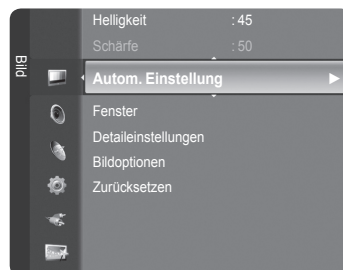 Bild
Helligkeit : 45
Schärfe : 50
Autom. Einstellung
Fenster
Detaileinstellungen
Bildoptionen
Zurücksetzen